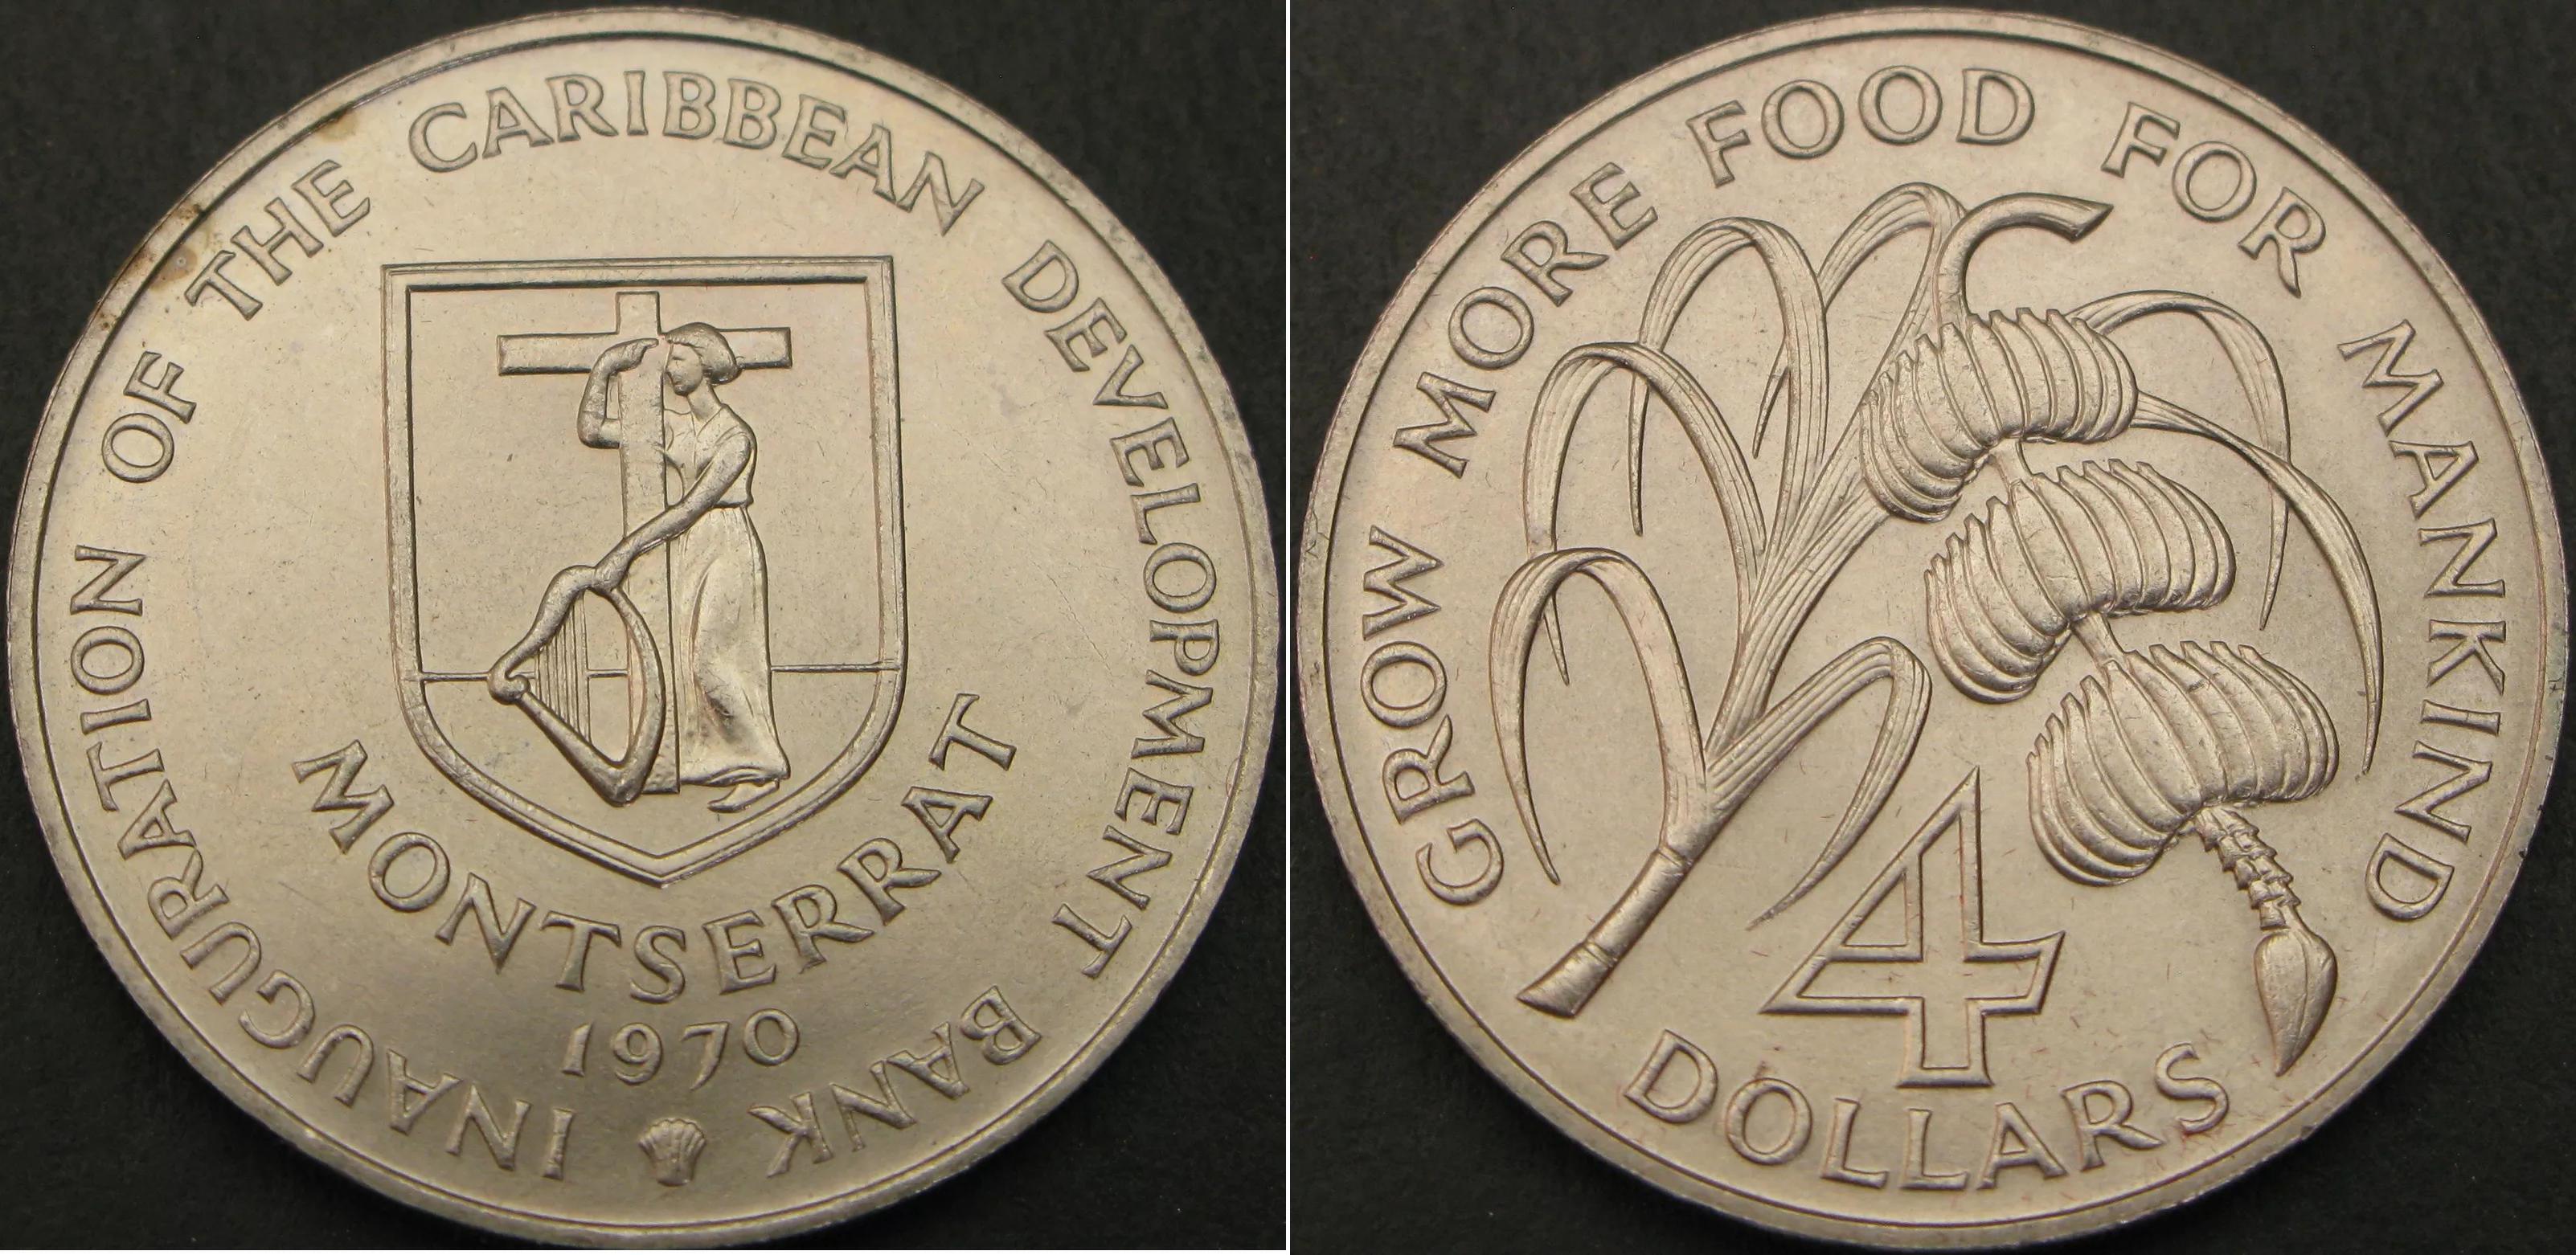 INAUGURATION OF THE CARIBBEAN DEVELOPMENT BANK
MONTSERRAT
1970
GROW MORE FOOD FOR MANKIND
4
DOLLARS